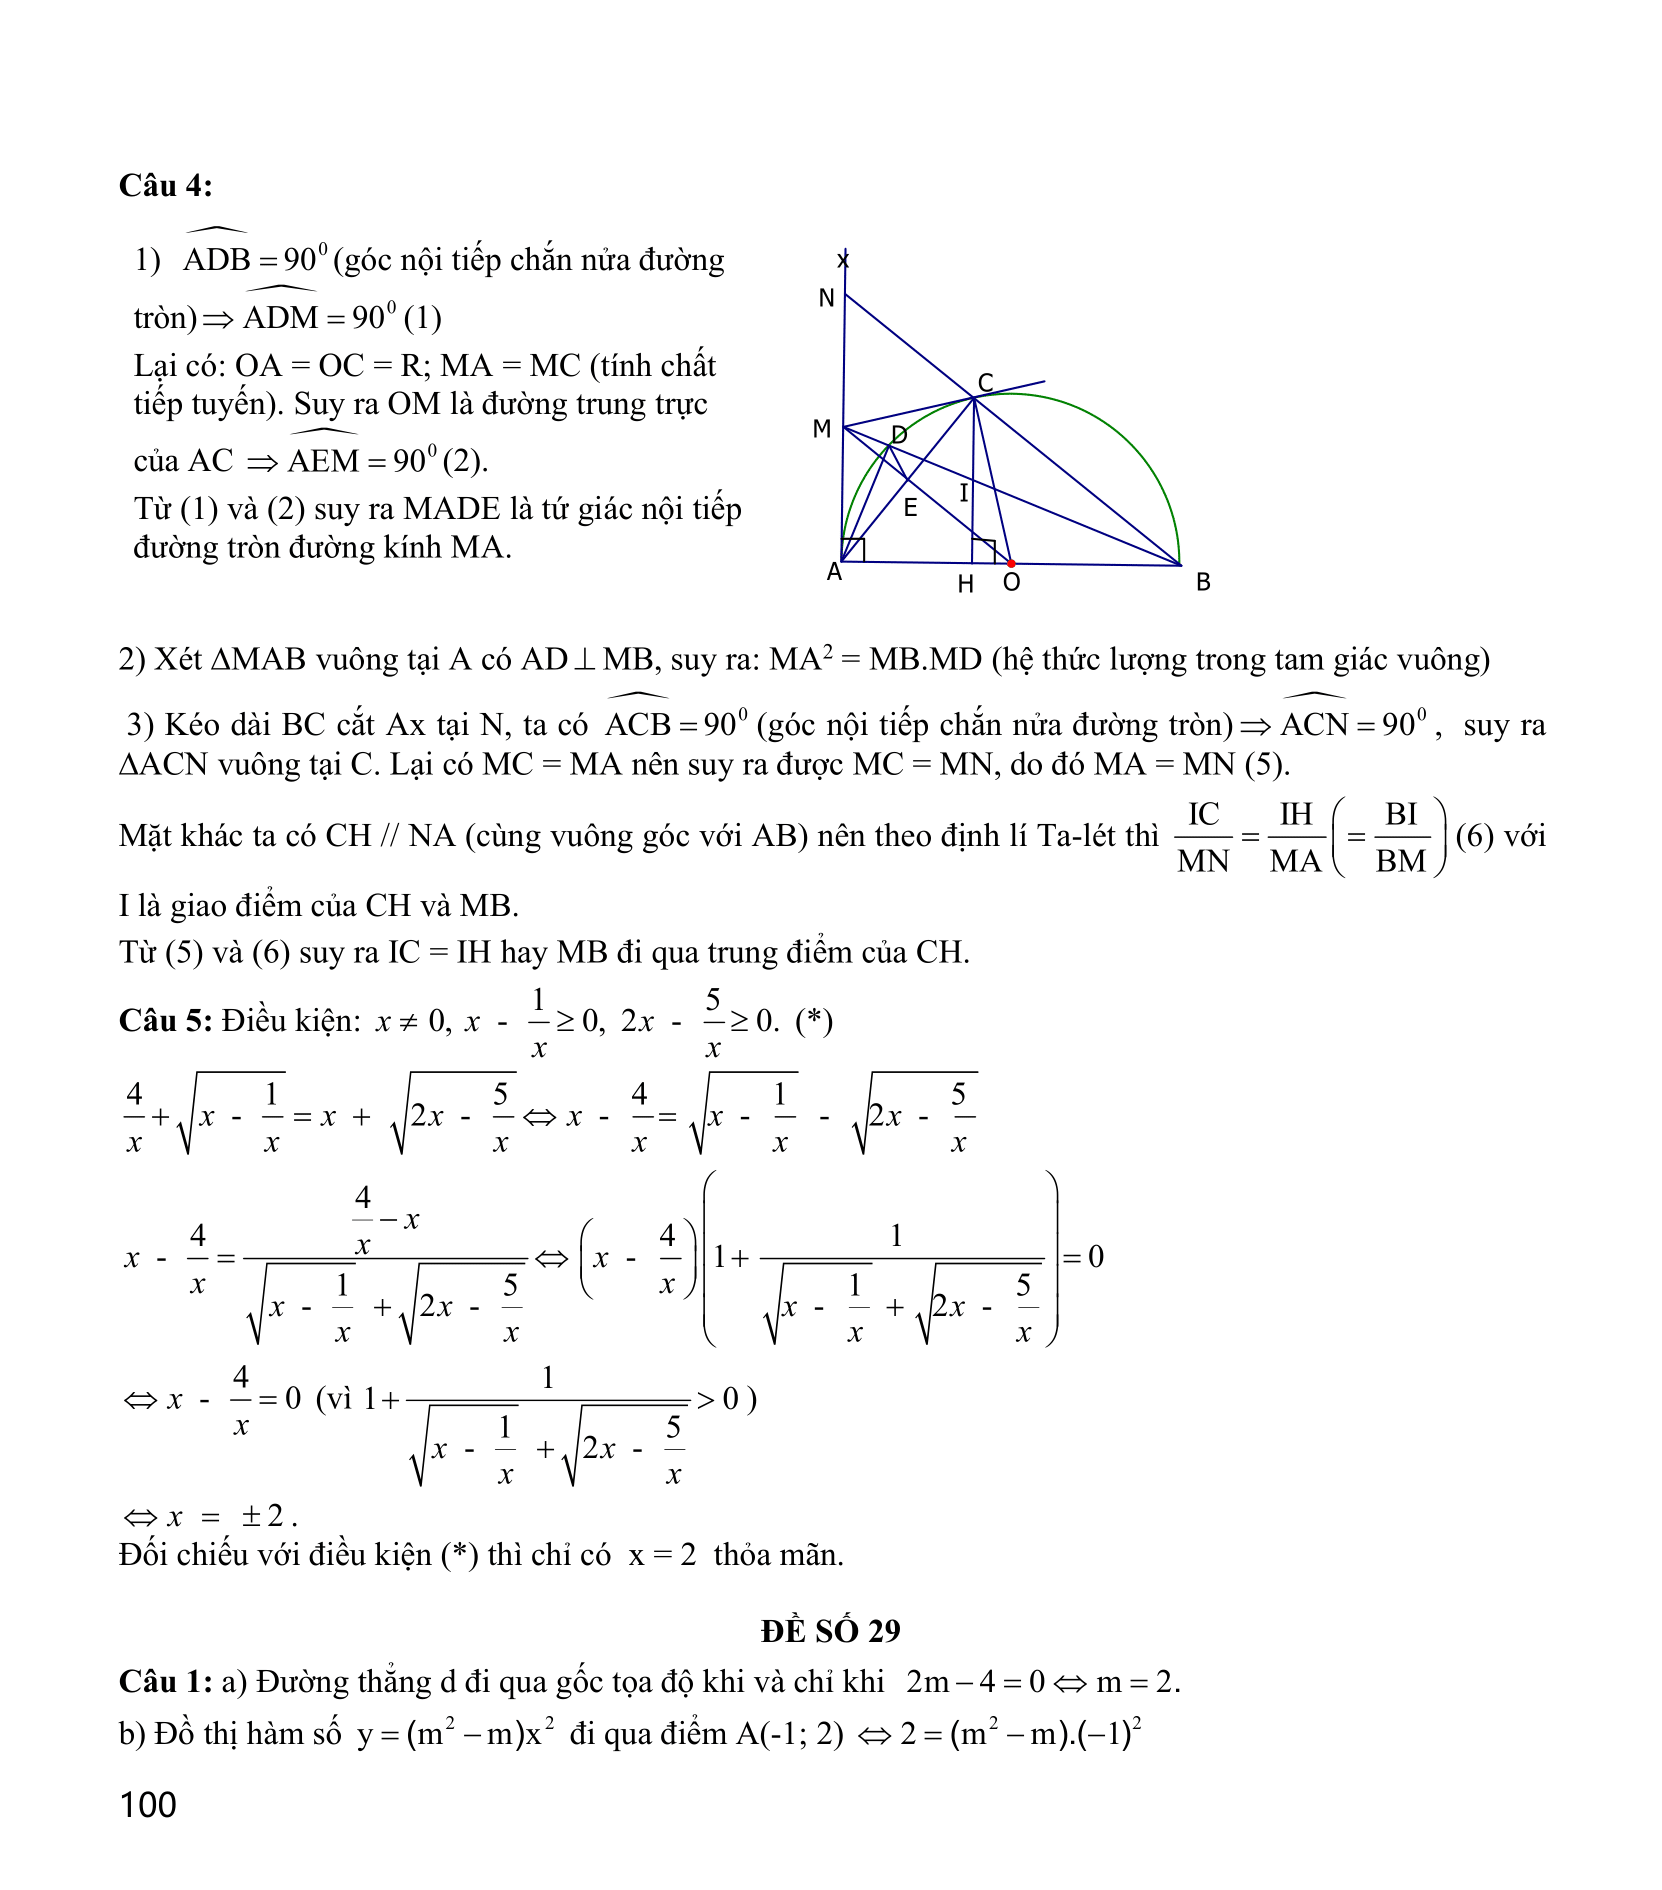 Câu 4:
1) $\widehat{ADB} = 90^0$ (góc nội tiếp chắn nửa đường
tròn) ⇒ $\widehat{ADM} = 90^0$ (1)
Lại có: OA = OC = R; MA = MC (tính chất
tiếp tuyến). Suy ra OM là đường trung trực
của AC ⇒ $\widehat{AEM} = 90^0$ (2).
Từ (1) và (2) suy ra MADE là tứ giác nội tiếp
đường tròn đường kính MA.
x
N
C
M
D
I
E
A
H
O
B
2) Xét ΔMAB vuông tại A có AD ⊥ MB, suy ra: MA² = MB.MD (hệ thức lượng trong tam giác vuông)
3) Kéo dài BC cắt Ax tại N, ta có $\widehat{ACB} = 90^0$ (góc nội tiếp chắn nửa đường tròn) ⇒ $\widehat{ACN} = 90^0$, suy ra
ΔACN vuông tại C. Lại có MC = MA nên suy ra được MC = MN, do đó MA = MN (5).
Mặt khác ta có CH // NA (cùng vuông góc với AB) nên theo định lí Ta-lét thì $\frac{IC}{MN} = \frac{IH}{MA} \left( = \frac{BI}{BM} \right)$ (6) với
I là giao điểm của CH và MB.
Từ (5) và (6) suy ra IC = IH hay MB đi qua trung điểm của CH.
Câu 5: Điều kiện: $x \neq 0, x - \frac{1}{x} \geq 0, 2x - \frac{5}{x} \geq 0.$ (*)
$\frac{4}{x} + \sqrt{x - \frac{1}{x}} = x + \sqrt{2x - \frac{5}{x}} \Leftrightarrow x - \frac{4}{x} = \sqrt{x - \frac{1}{x}} - \sqrt{2x - \frac{5}{x}}$
$x - \frac{4}{x} = \frac{\frac{4}{x} - x}{\sqrt{x - \frac{1}{x}} + \sqrt{2x - \frac{5}{x}}} \Leftrightarrow \left( x - \frac{4}{x} \right) \left( 1 + \frac{1}{\sqrt{x - \frac{1}{x}} + \sqrt{2x - \frac{5}{x}}} \right) = 0$
$\Leftrightarrow x - \frac{4}{x} = 0$ (vì $1 + \frac{1}{\sqrt{x - \frac{1}{x}} + \sqrt{2x - \frac{5}{x}}} > 0$ )
$\Leftrightarrow x = \pm 2$.
Đối chiếu với điều kiện (*) thì chỉ có x = 2 thỏa mãn.
ĐỀ SỐ 29
Câu 1: a) Đường thẳng d đi qua gốc tọa độ khi và chỉ khi $2m - 4 = 0 \Leftrightarrow m = 2.$
b) Đồ thị hàm số $y = (m^2 - m)x^2$ đi qua điểm A(-1; 2) $\Leftrightarrow 2 = (m^2 - m).(-1)^2$
100